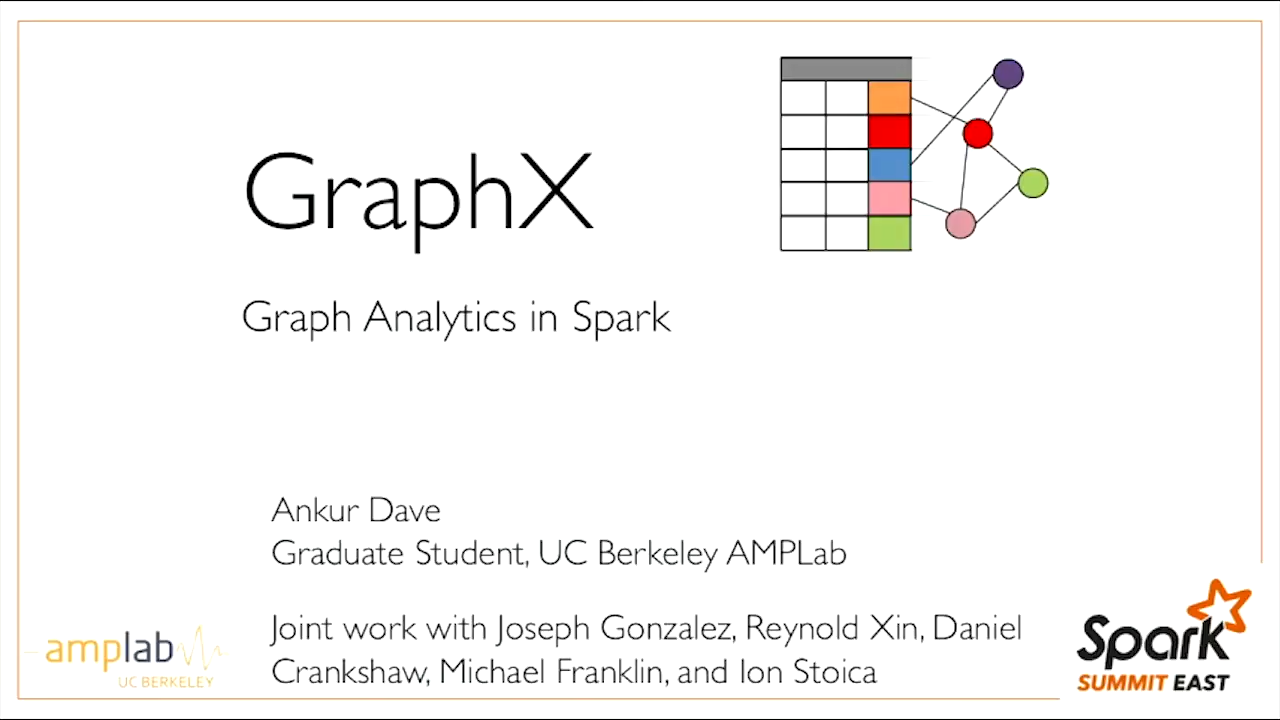 GraphX
Graph Analytics in Spark
Ankur Dave
Graduate Student, UC Berkeley AMPLab
Joint work with Joseph Gonzalez, Reynold Xin, Daniel
Crankshaw, Michael Franklin, and Ion Stoica
amplab
UC BERKELEY
Spark
SUMMIT EAST